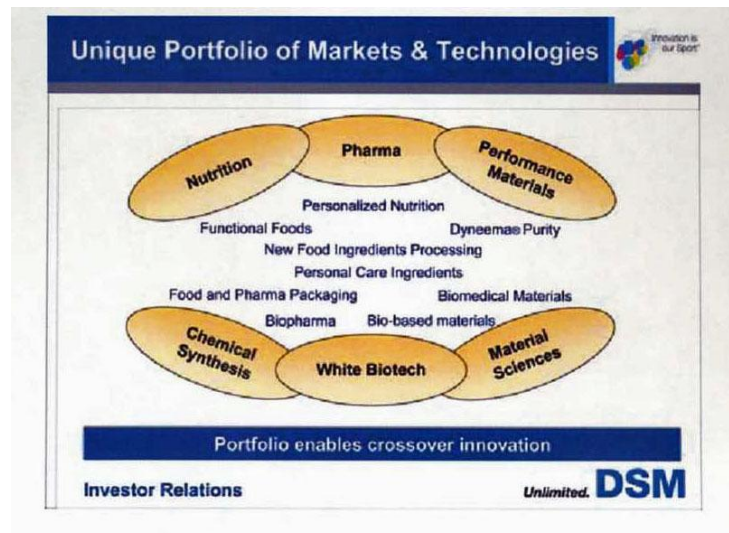 Unique Portfolio of Markets & Technologies
Innovation is
our Sport"
Nutrition
Pharma
Performance
Materials
Personalized Nutrition
Functional Foods
Dyneema® Purity
New Food Ingredients Processing
Personal Care Ingredients
Food and Pharma Packaging
Biomedical Materials
Biopharma
Bio-based materials
Chemical
Synthesis
White Biotech
Material
Sciences
Portfolio enables crossover innovation
Investor Relations
Unlimited. DSM